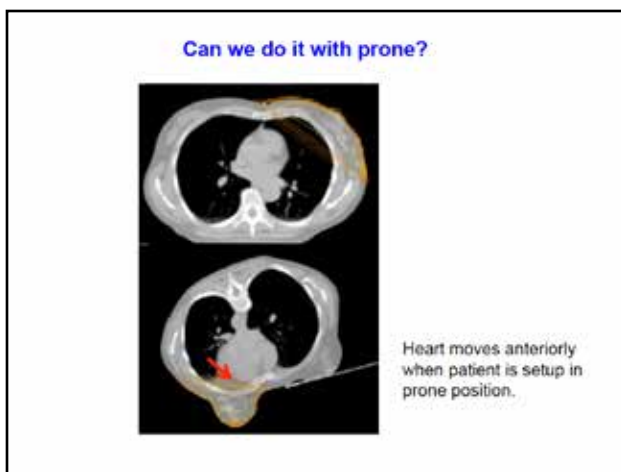 Can we do it with prone?
Heart moves anteriorly
when patient is setup in
prone position.